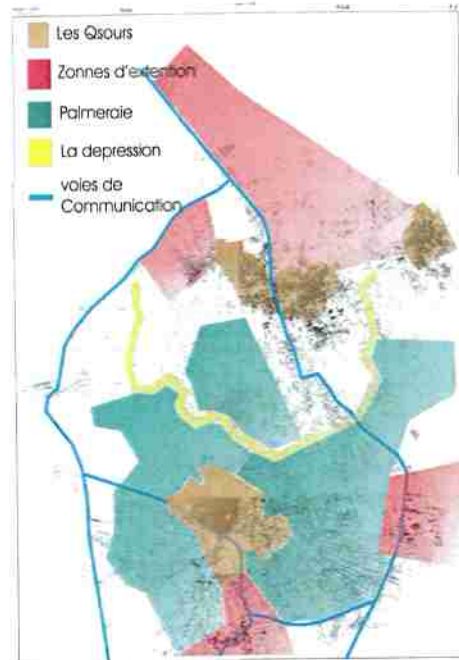 Les Qsours
Zonnes d'extention
Palmeraie
La depression
voies de
Communication